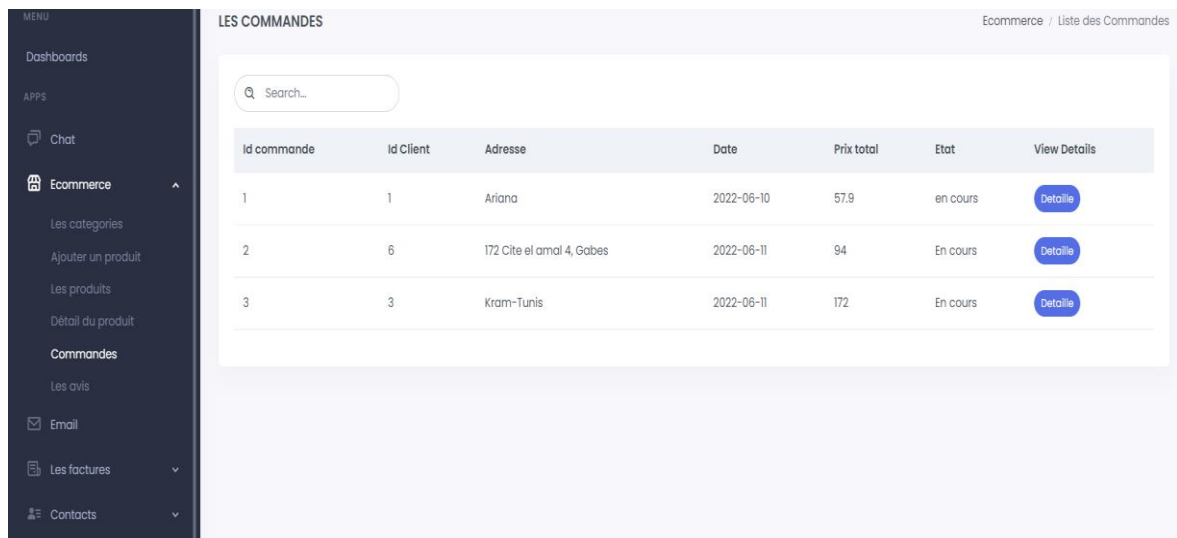 MENU
Dashboards
APPS
Chat
Ecommerce
Les categories
Ajouter un produit
Les produits
Détail du produit
Commandes
Les avis
Email
Les factures
Contacts
LES COMMANDES
Ecommerce / Liste des Commandes
Search...
Id commande Id Client Adresse Date Prix total Etat View Details
1 1 Ariana 2022-06-10 57.9 en cours Detaille
2 6 172 Cite el amal 4, Gabes 2022-06-11 94 En cours Detaille
3 3 Kram-Tunis 2022-06-11 172 En cours Detaille